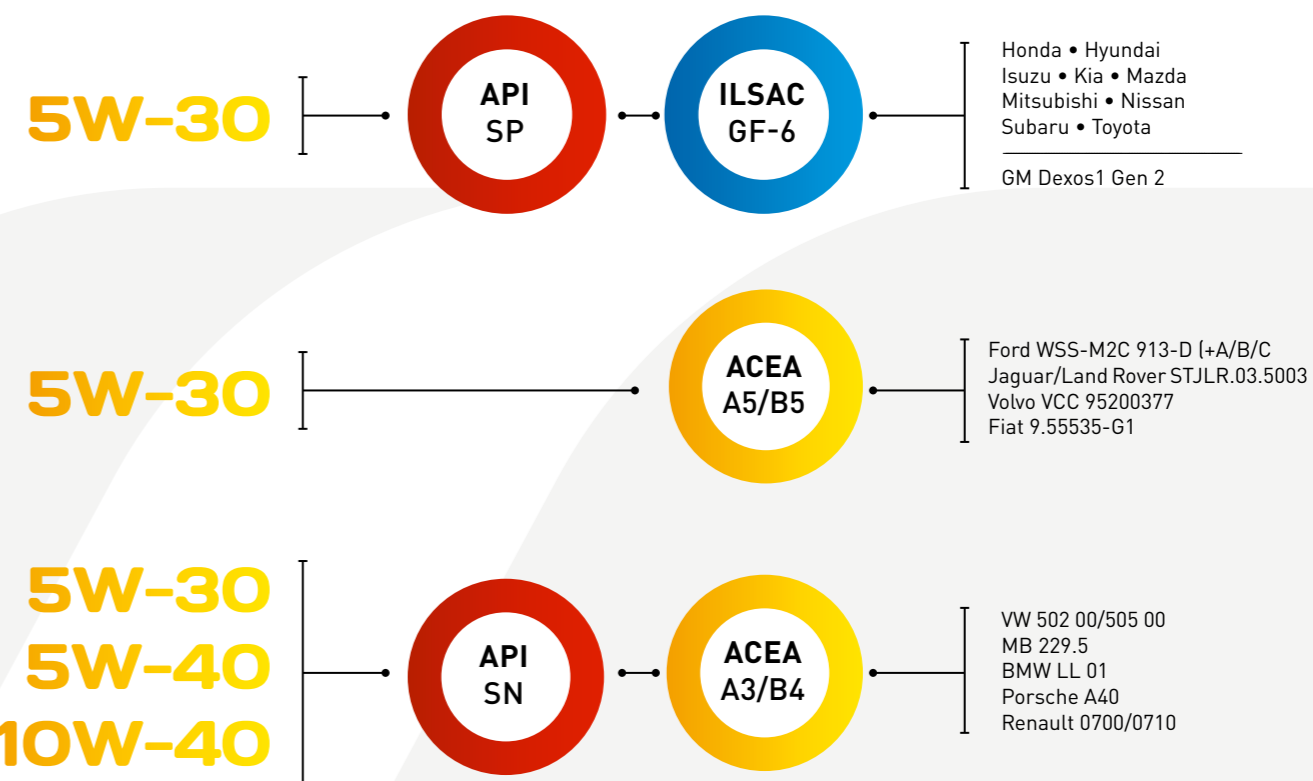 5W-30
API
SP
ILSAC
GF-6
Honda • Hyundai
Isuzu • Kia • Mazda
Mitsubishi • Nissan
Subaru • Toyota
GM Dexos1 Gen 2
5W-30
ACEA
A5/B5
Ford WSS-M2C 913-D (+A/B/C
Jaguar/Land Rover STJLR.03.5003
Volvo VCC 95200377
Fiat 9.55535-G1
5W-30
5W-40
10W-40
API
SN
ACEA
A3/B4
VW 502 00/505 00
MB 229.5
BMW LL 01
Porsche A40
Renault 0700/0710